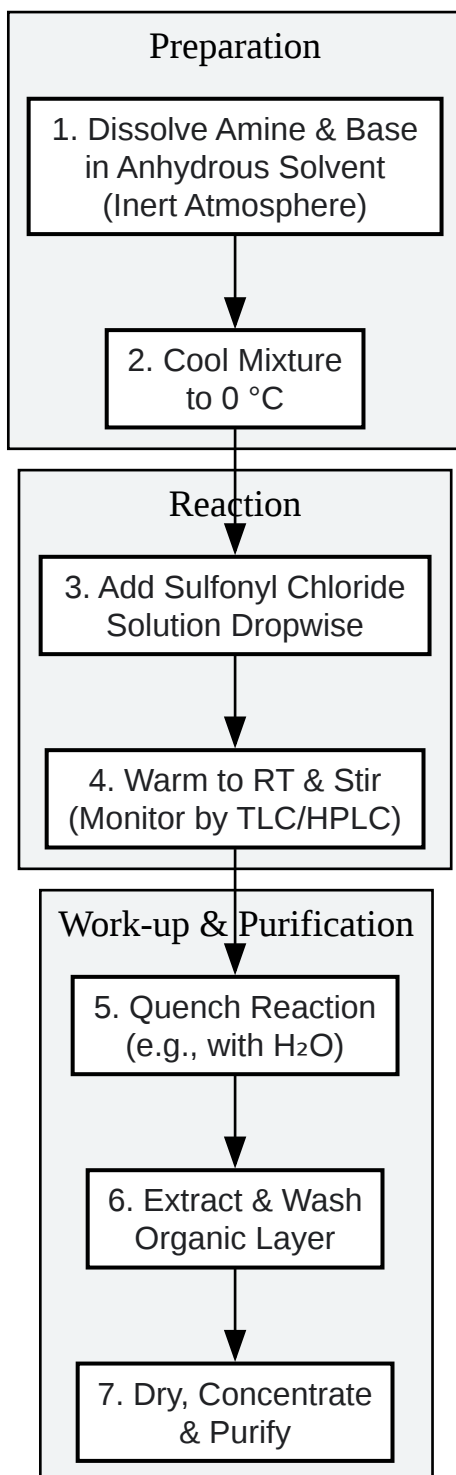 Preparation
1. Dissolve Amine & Base
in Anhydrous Solvent
(Inert Atmosphere)
2. Cool Mixture
to 0 °C
Reaction
3. Add Sulfonyl Chloride
Solution Dropwise
4. Warm to RT & Stir
(Monitor by TLC/HPLC)
Work-up & Purification
5. Quench Reaction
(e.g., with H₂O)
6. Extract & Wash
Organic Layer
7. Dry, Concentrate
& Purify